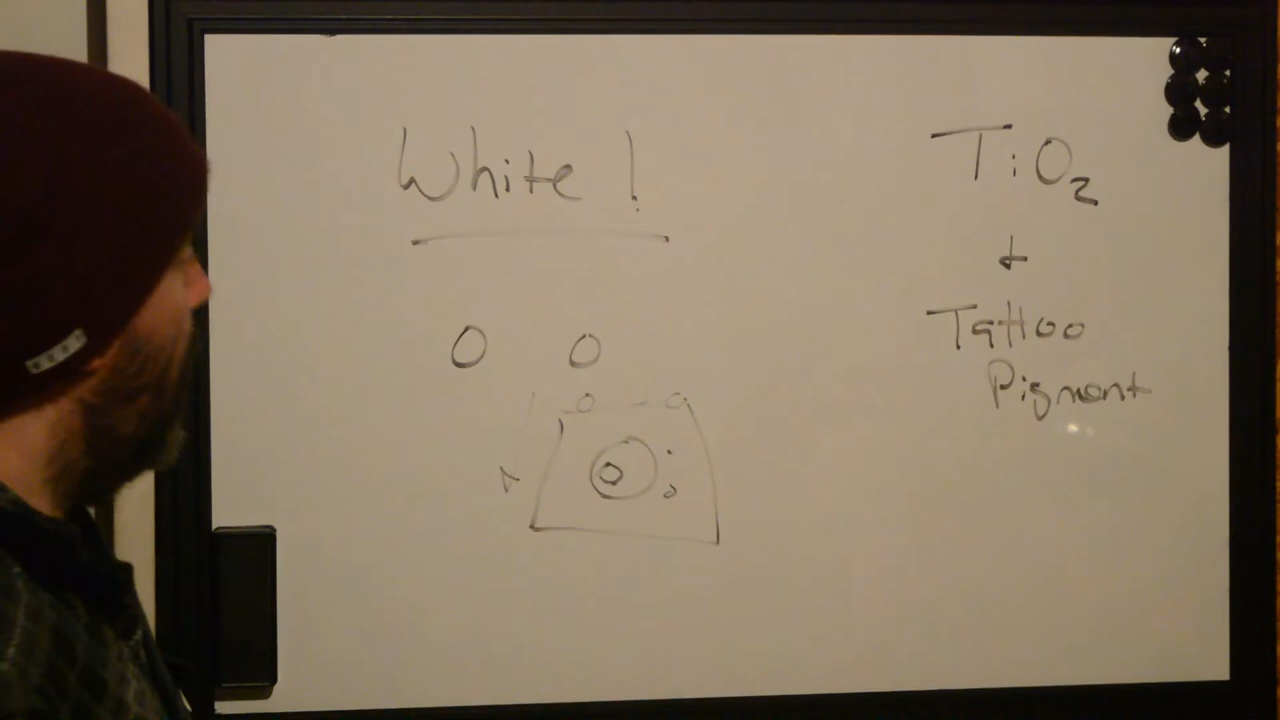 White!
TiO₂
+
Tattoo
Pigment